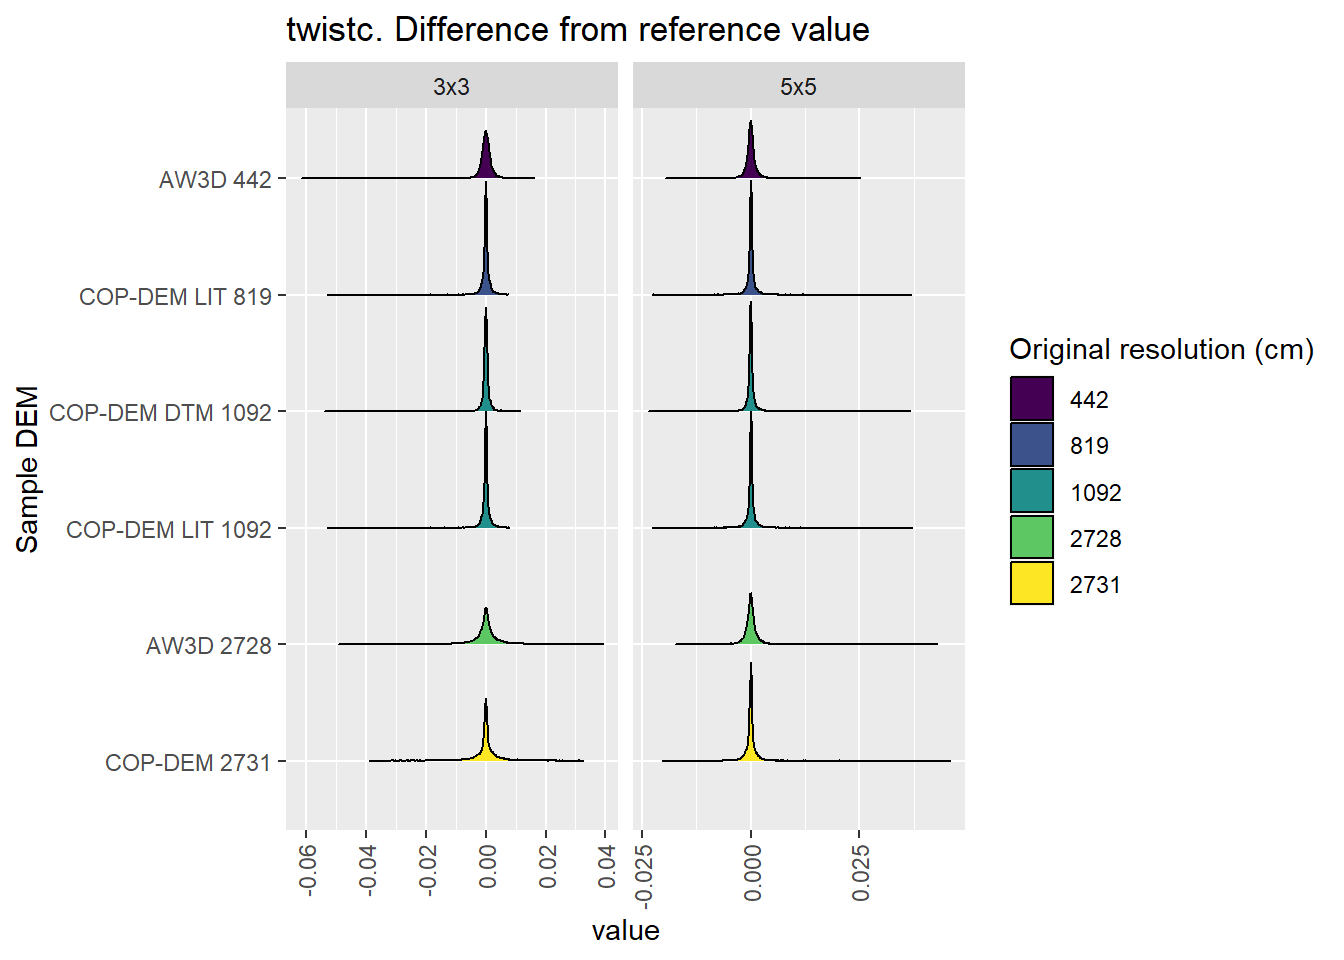 twistc. Difference from reference value
3x3
5x5
Sample DEM
AW3D 442
COP-DEM LIT 819
COP-DEM DTM 1092
COP-DEM LIT 1092
AW3D 2728
COP-DEM 2731
-0.06
-0.04
-0.02
0.00
0.02
0.04
-0.025
0.000
0.025
value
Original resolution (cm)
442
819
1092
2728
2731